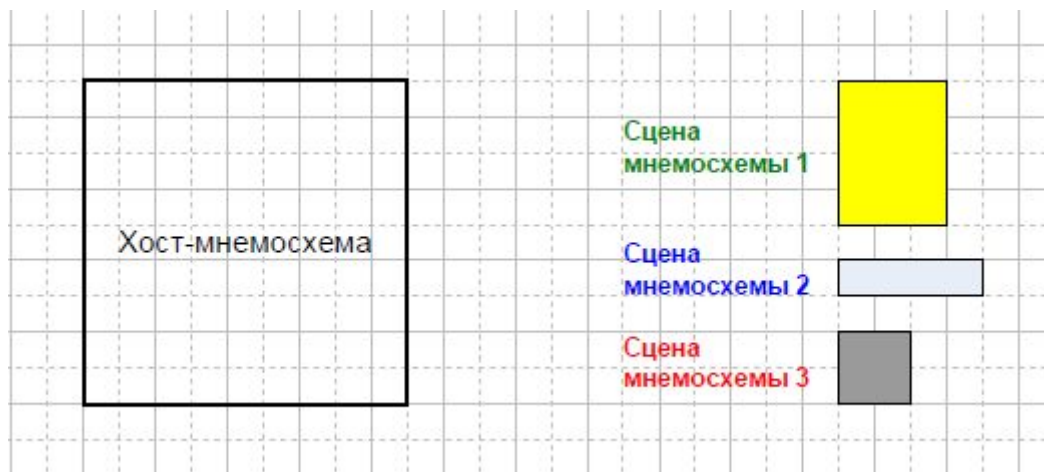 Хост-мнемосхема
Сцена
мнемосхемы 1
Сцена
мнемосхемы 2
Сцена
мнемосхемы 3